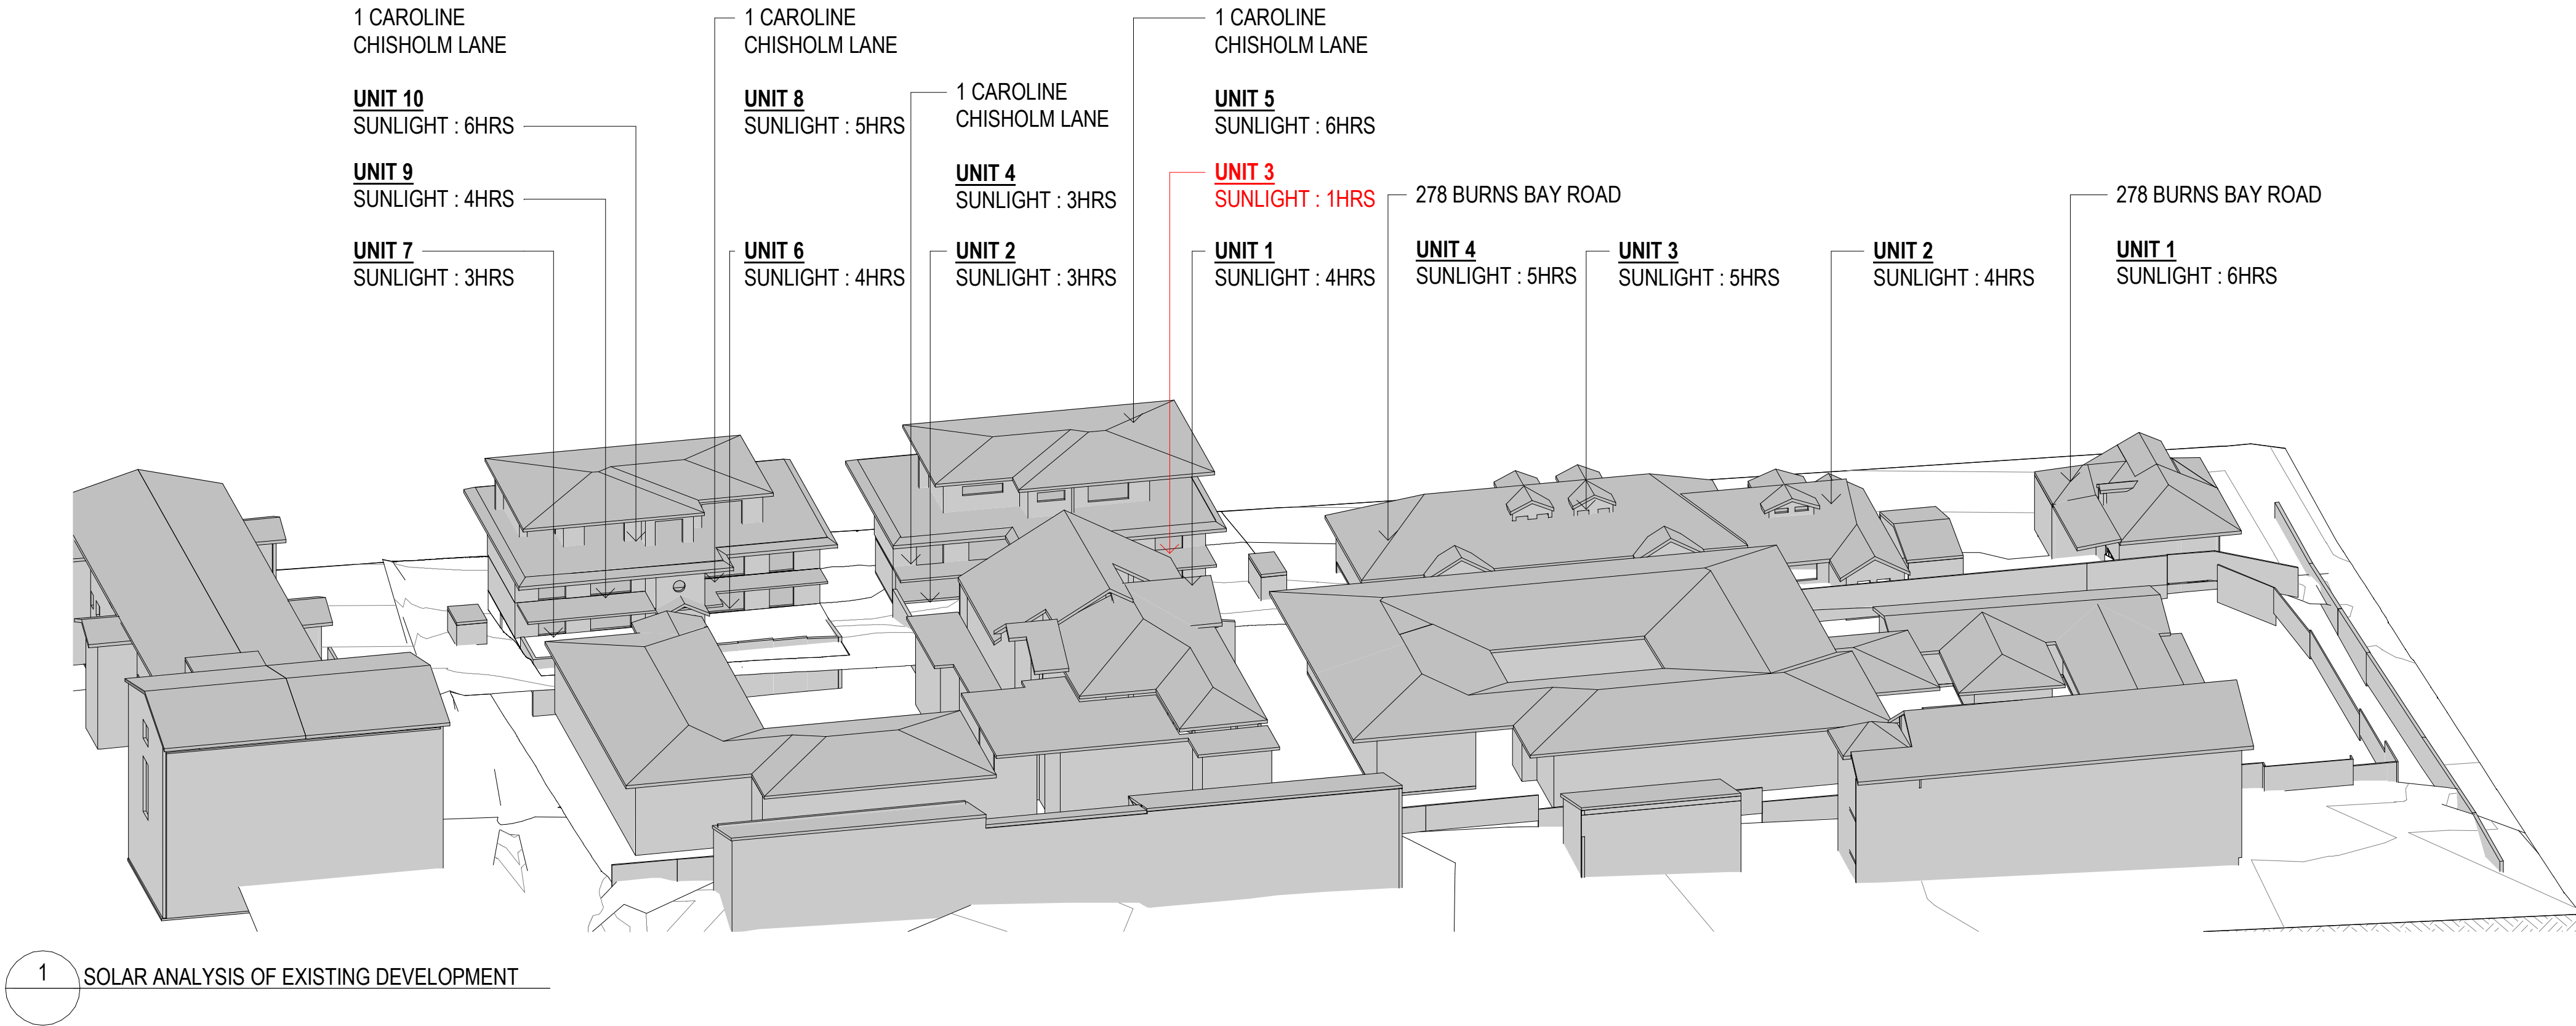 1 CAROLINE
CHISHOLM LANE
UNIT 10
SUNLIGHT : 6HRS
UNIT 9
SUNLIGHT : 4HRS
UNIT 7
SUNLIGHT : 3HRS
1 CAROLINE
CHISHOLM LANE
UNIT 8
SUNLIGHT : 5HRS
UNIT 6
SUNLIGHT : 4HRS
1 CAROLINE
CHISHOLM LANE
UNIT 4
SUNLIGHT : 3HRS
UNIT 2
SUNLIGHT : 3HRS
1 CAROLINE
CHISHOLM LANE
UNIT 5
SUNLIGHT : 6HRS
UNIT 3
SUNLIGHT : 1HRS
UNIT 1
SUNLIGHT : 4HRS
278 BURNS BAY ROAD
UNIT 4
SUNLIGHT : 5HRS
UNIT 3
SUNLIGHT : 5HRS
UNIT 2
SUNLIGHT : 4HRS
278 BURNS BAY ROAD
UNIT 1
SUNLIGHT : 6HRS
1
SOLAR ANALYSIS OF EXISTING DEVELOPMENT